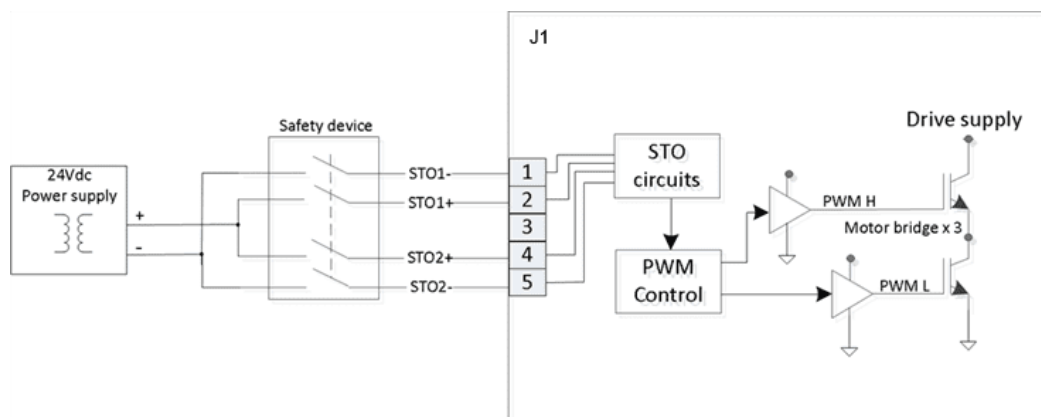 J1
Safety device
24Vdc
Power supply
+
-
STO1-
STO1+
STO2+
STO2-
1
2
3
4
5
STO
circuits
PWM
Control
Drive supply
PWM H
Motor bridge x 3
PWM L